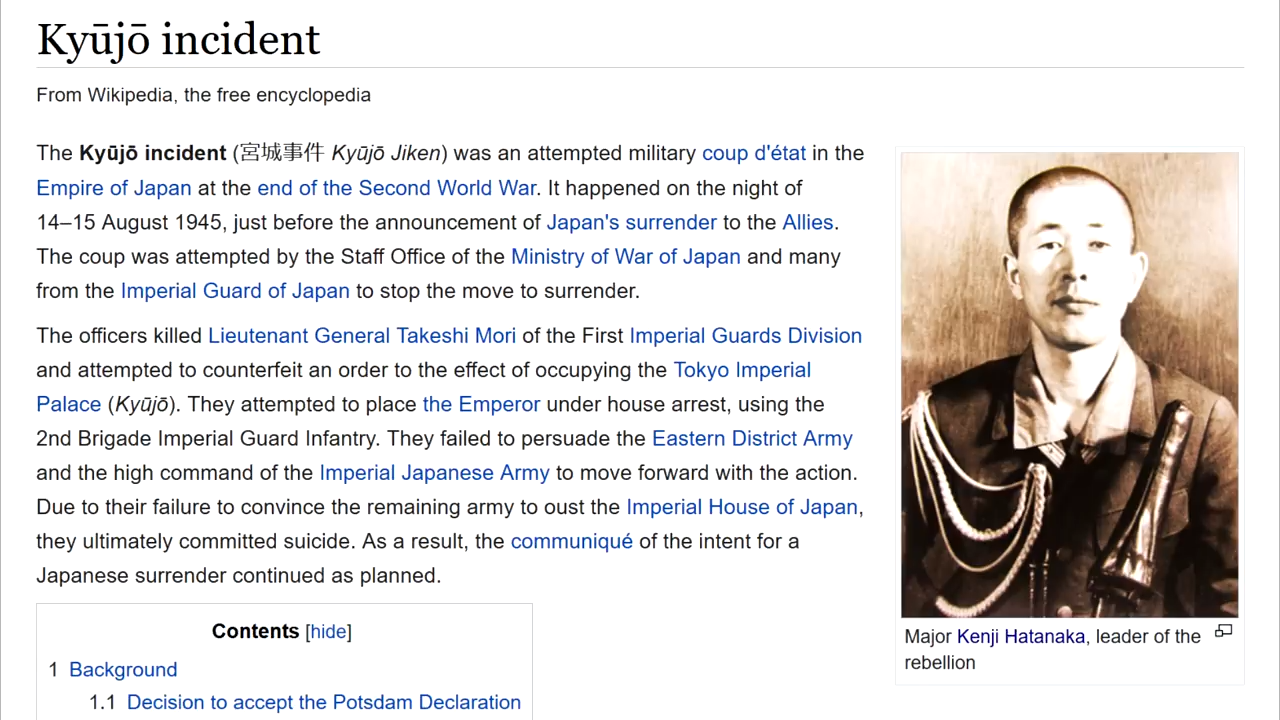 Kyūjō incident
From Wikipedia, the free encyclopedia
The Kyūjō incident (宮城事件 Kyūjō Jiken) was an attempted military coup d'état in the
Empire of Japan at the end of the Second World War. It happened on the night of
14–15 August 1945, just before the announcement of Japan's surrender to the Allies.
The coup was attempted by the Staff Office of the Ministry of War of Japan and many
from the Imperial Guard of Japan to stop the move to surrender.
The officers killed Lieutenant General Takeshi Mori of the First Imperial Guards Division
and attempted to counterfeit an order to the effect of occupying the Tokyo Imperial
Palace (Kyūjō). They attempted to place the Emperor under house arrest, using the
2nd Brigade Imperial Guard Infantry. They failed to persuade the Eastern District Army
and the high command of the Imperial Japanese Army to move forward with the action.
Due to their failure to convince the remaining army to oust the Imperial House of Japan,
they ultimately committed suicide. As a result, the communiqué of the intent for a
Japanese surrender continued as planned.
Major Kenji Hatanaka, leader of the
rebellion
Contents [hide]
1 Background
1.1 Decision to accept the Potsdam Declaration